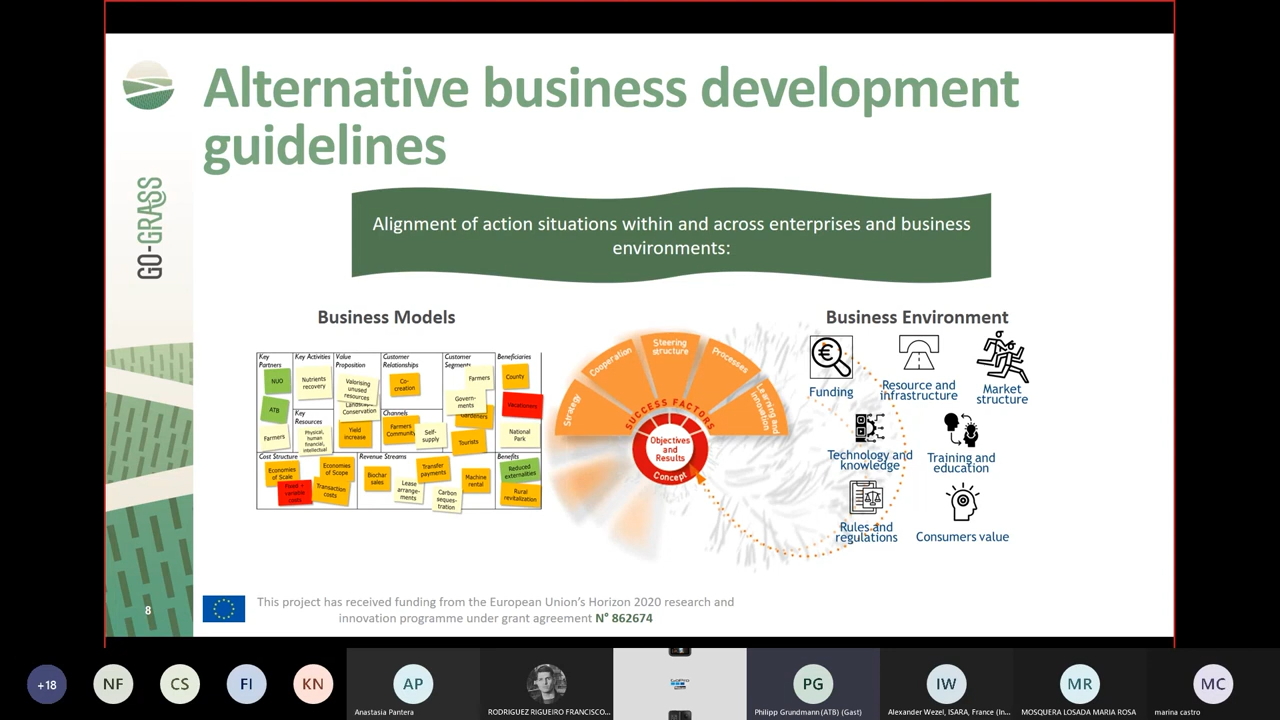 Alternative business development
guidelines
GO-GRASS
Alignment of action situations within and across enterprises and business
environments:
Business Models
Key
Partners
Key Activities
Value
Proposition
Customer
Relationships
Customer
Segments
Beneficiaries
NUO
ATB
Farmers
Nutrients
recovery
Key
Resources
Physical,
human
financial,
intellectual
Valorising
unused
resources
Landscape
Conservation
Yield
increase
Co-
creation
Channels
Farmers
Community
Self-
supply
Farmers
Govern-
ments
Gardeners
Tourists
County
Vacationers
National
Park
Cost Structure
Economies
of Scale
Fixed +
variable
costs
Economies
of Scope
Transaction
costs
Revenue Streams
Biochar
sales
Lease
arrange-
ments
Transfer
payments
Carbon
seques-
tration
Machine
rental
Benefits
Reduced
externalities
Rural
revitalization
Strategy
Cooperation
Steering
structure
Processes
Learning and
innovation
SUCCESS FACTORS
Objectives
and
Results
Concept
Business Environment
Funding
Resource and
infrastructure
Market
structure
Technology and
knowledge
Training and
education
Rules and
regulations
Consumers value
8
This project has received funding from the European Union's Horizon 2020 research and
innovation programme under grant agreement N° 862674
+18
NF
CS
FI
KN
AP
Anastasia Pantera
RODRIGUEZ RIGUEIRO FRANCISCO...
GoPro
PG
Philipp Grundmann (ATB) (Gast)
IW
Alexander Wezel, ISARA, France (In...
MR
MOSQUERA LOSADA MARIA ROSA
MC
marina castro